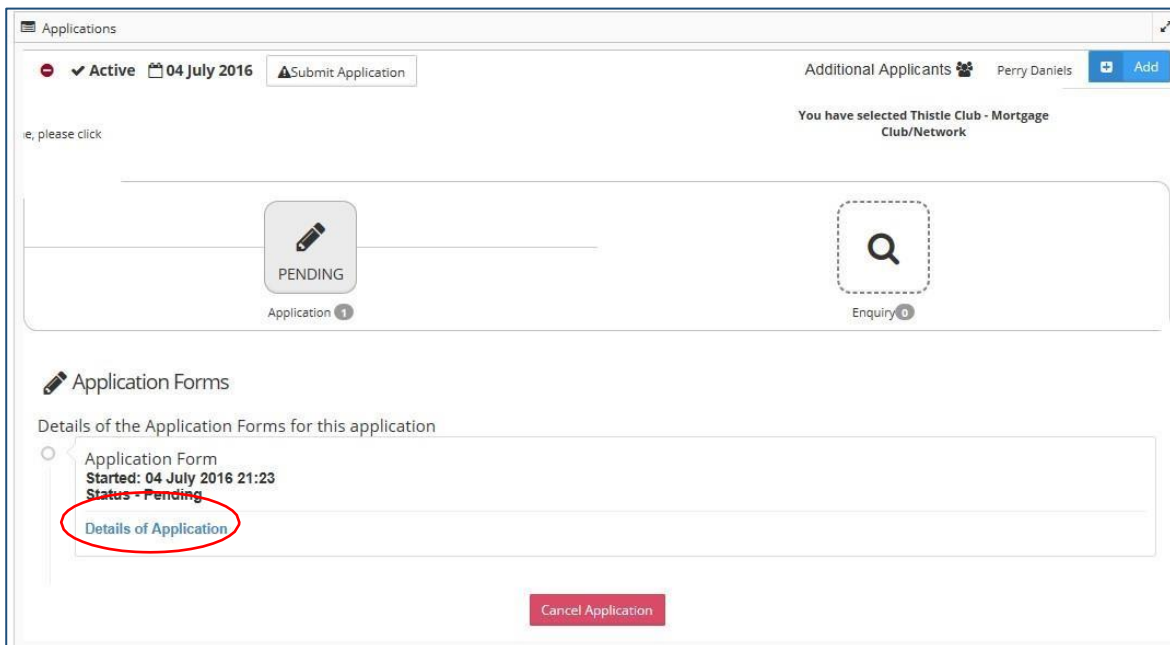 Applications
Active 04 July 2016 Submit Application Additional Applicants Perry Daniels Add
You have selected Thistle Club - Mortgage
Club/Network
e, please click
PENDING
Application 1
Enquiry 0
Application Forms
Details of the Application Forms for this application
Application Form
Started: 04 July 2016 21:23
Status - Pending
Details of Application
Cancel Application